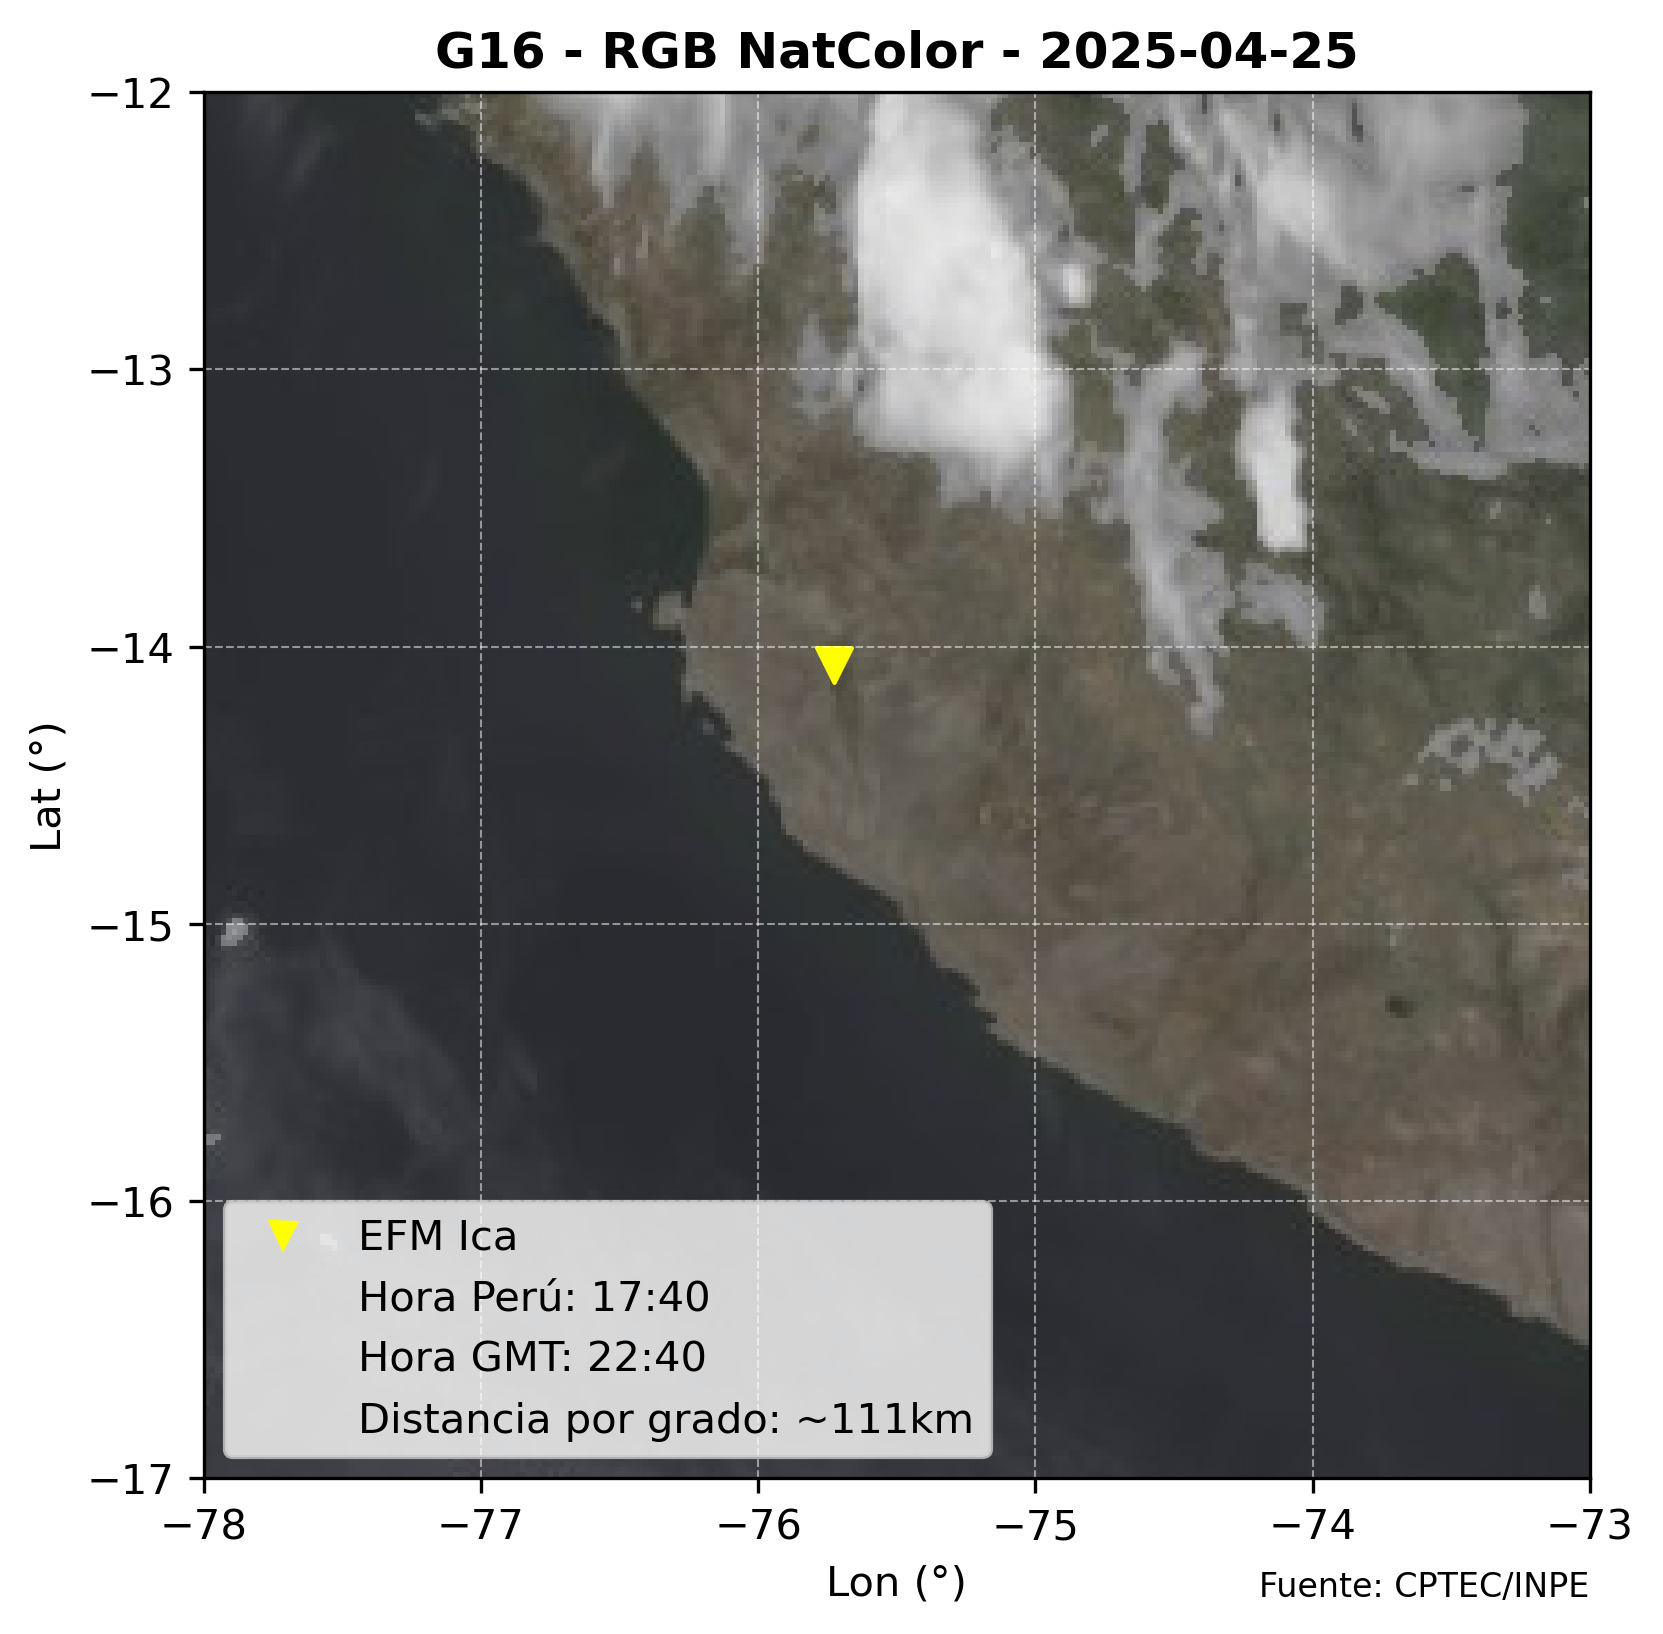 G16 - RGB NatColor - 2025-04-25
−12
−13
−14
−15
−16
−17
Lat (°)
EFM Ica
Hora Perú: 17:40
Hora GMT: 22:40
Distancia por grado: ~111km
−78 −77 −76 −75 −74 −73
Lon (°)
Fuente: CPTEC/INPE